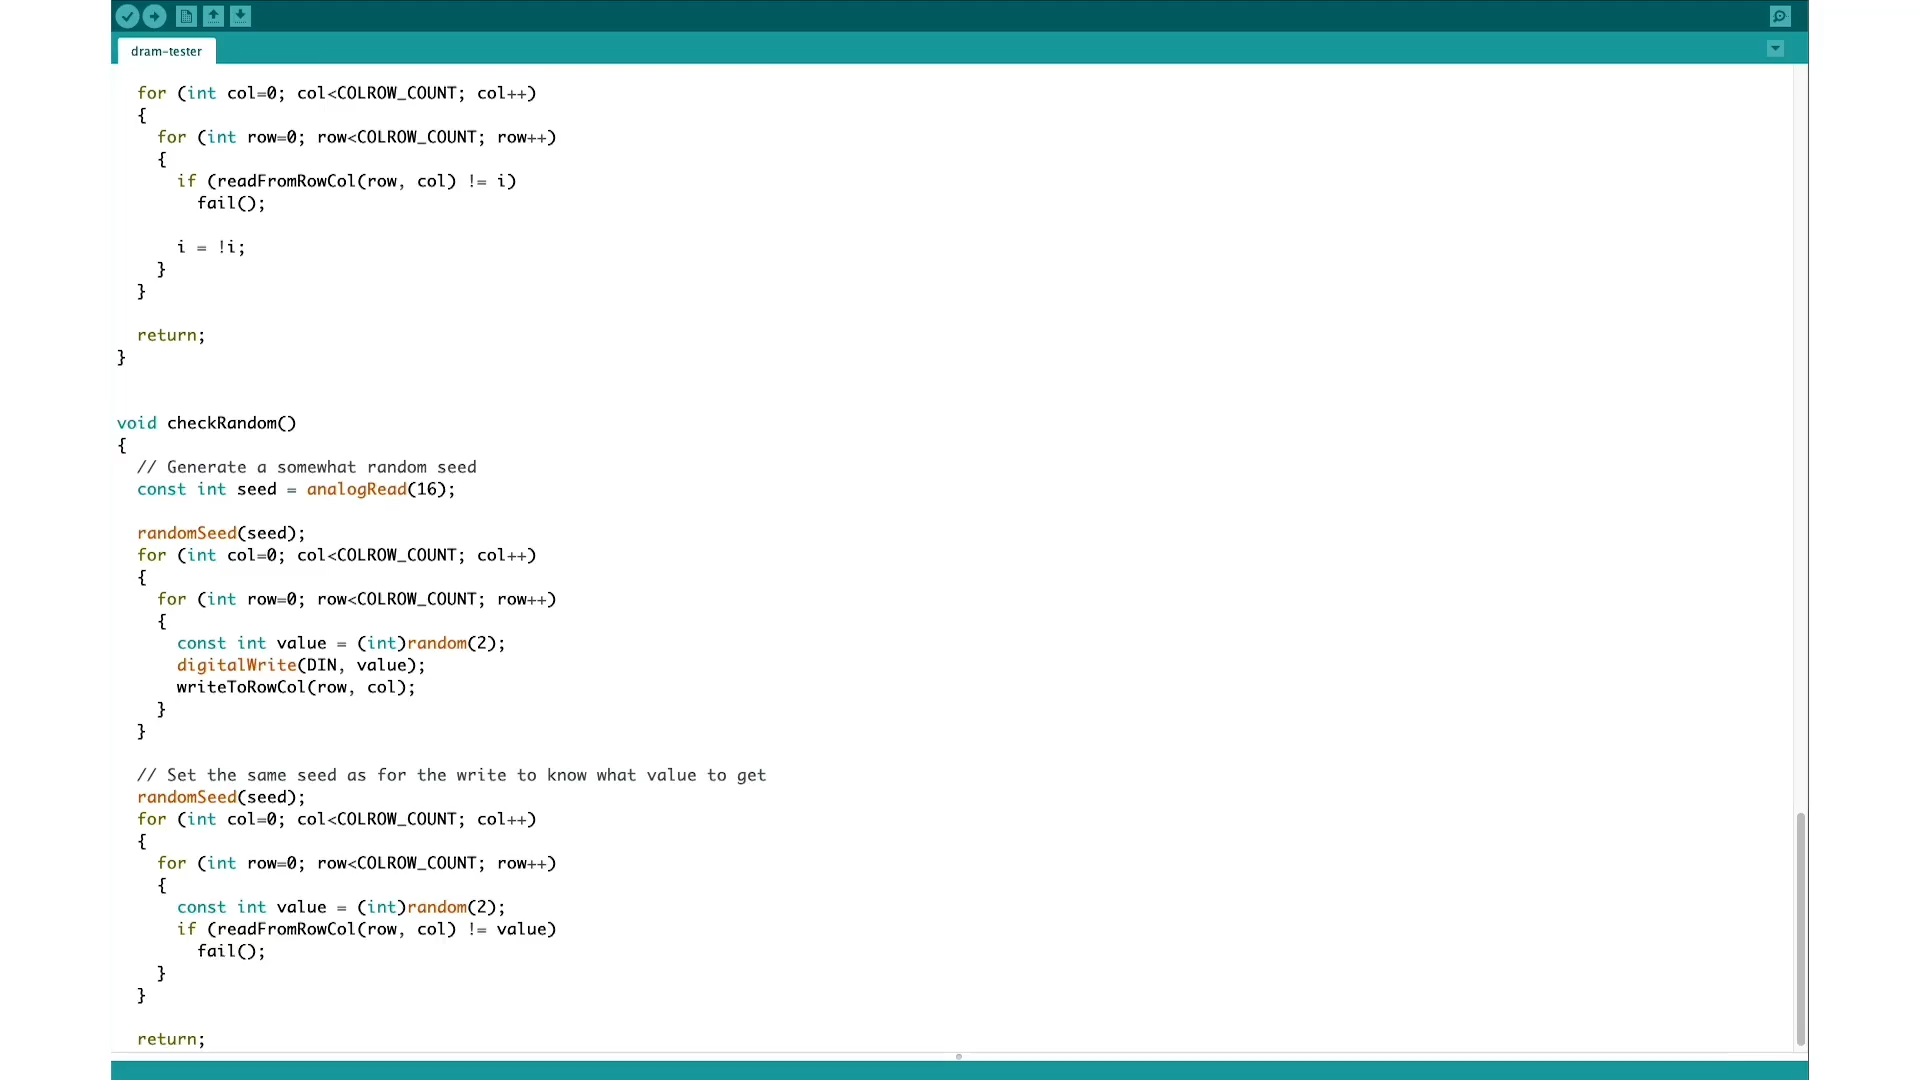 dram-tester
for (int col=0; col<COLROW_COUNT; col++)
{
for (int row=0; row<COLROW_COUNT; row++)
{
if (readFromRowCol(row, col) != i)
fail();
i = !i;
}
}
return;
}
void checkRandom()
{
// Generate a somewhat random seed
const int seed = analogRead(16);
randomSeed(seed);
for (int col=0; col<COLROW_COUNT; col++)
{
for (int row=0; row<COLROW_COUNT; row++)
{
const int value = (int)random(2);
digitalWrite(DIN, value);
writeToRowCol(row, col);
}
}
// Set the same seed as for the write to know what value to get
randomSeed(seed);
for (int col=0; col<COLROW_COUNT; col++)
{
for (int row=0; row<COLROW_COUNT; row++)
{
const int value = (int)random(2);
if (readFromRowCol(row, col) != value)
fail();
}
}
return;